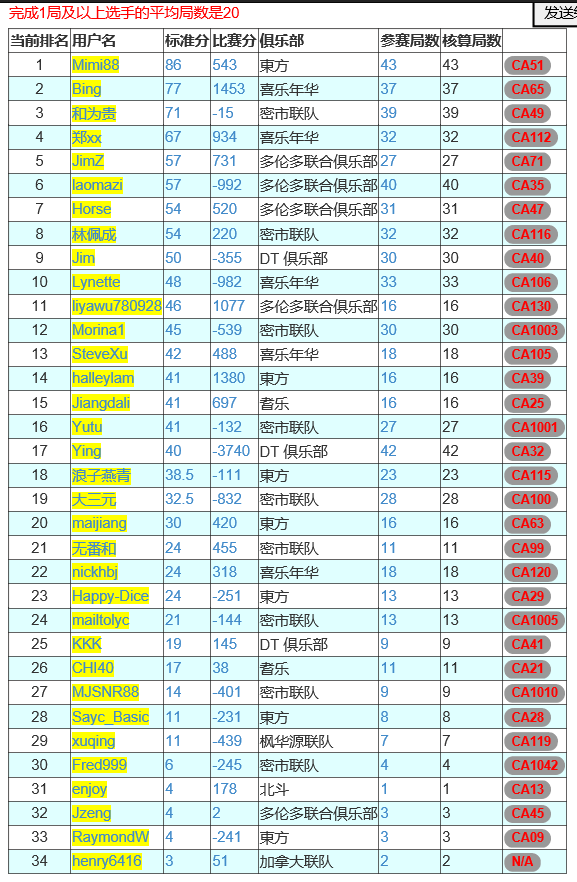 完成1局及以上选手的平均局数是20
发送
当前排名 用户名 标准分 比赛分 俱乐部 参赛局数 核算局数
1 Mimi88 86 543 東方 43 43 CA51
2 Bing 77 1453 喜乐年华 37 37 CA65
3 和为贵 71 -15 密市联队 39 39 CA49
4 郑xx 67 934 喜乐年华 32 32 CA112
5 JimZ 57 731 多伦多联合俱乐部 27 27 CA71
6 laomazi 57 -992 多伦多联合俱乐部 40 40 CA35
7 Horse 54 520 多伦多联合俱乐部 31 31 CA47
8 林佩成 54 220 密市联队 32 32 CA116
9 Jim 50 -355 DT 俱乐部 30 30 CA40
10 Lynette 48 -982 喜乐年华 33 33 CA106
11 liyawu780928 46 1077 多伦多联合俱乐部 16 16 CA130
12 Morina1 45 -539 密市联队 30 30 CA1003
13 SteveXu 42 488 喜乐年华 18 18 CA105
14 halleylam 41 1380 東方 16 16 CA39
15 Jiangdali 41 697 耆乐 16 16 CA25
16 Yutu 41 -132 密市联队 27 27 CA1001
17 Ying 40 -3740 DT 俱乐部 42 42 CA32
18 浪子燕青 38.5 -111 東方 23 23 CA115
19 大三元 32.5 -832 密市联队 28 28 CA100
20 maijiang 30 420 東方 16 16 CA63
21 无番和 24 455 密市联队 11 11 CA99
22 nickhbj 24 318 喜乐年华 18 18 CA120
23 Happy-Dice 24 -251 東方 13 13 CA29
24 mailtolyc 21 -144 密市联队 13 13 CA1005
25 KKK 19 145 DT 俱乐部 9 9 CA41
26 CHI40 17 38 耆乐 11 11 CA21
27 MJSNR88 14 -401 密市联队 9 9 CA1010
28 Sayc_Basic 11 -231 東方 8 8 CA28
29 xuqing 11 -439 枫华源联队 7 7 CA119
30 Fred999 6 -245 密市联队 4 4 CA1042
31 enjoy 4 178 北斗 1 1 CA13
32 Jzeng 4 2 多伦多联合俱乐部 3 3 CA45
33 RaymondW 4 -241 東方 3 3 CA09
34 henry6416 3 51 加拿大联队 2 2 N/A